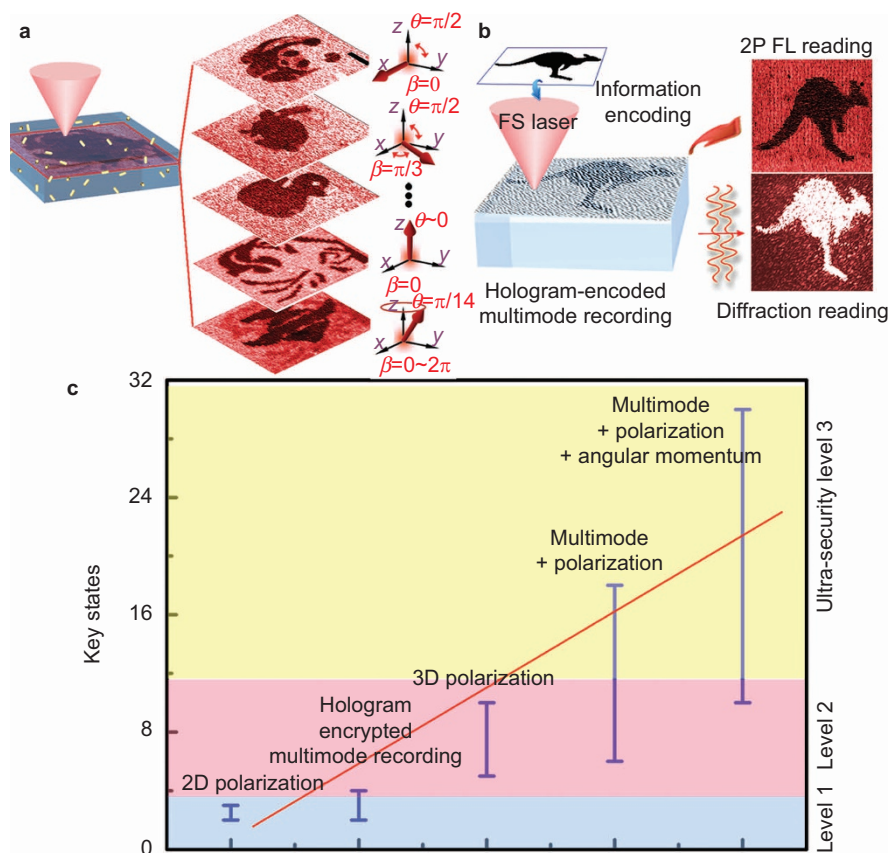 a
z
θ=π/2
x
y
β=0
θ=π/2
z
x
y
β=π/3
z
θ~0
x
y
β=0
z
θ=π/14
x
y
β=0~2π
b
2P FL reading
Information
encoding
FS laser
Hologram-encoded
multimode recording
Diffraction reading
c
32
24
16
8
0
Key states
2D polarization
Hologram
encrypted
multimode recording
3D polarization
Multimode
+ polarization
Multimode
+ polarization
+ angular momentum
Ultra-security level 3
Level 2
Level 1